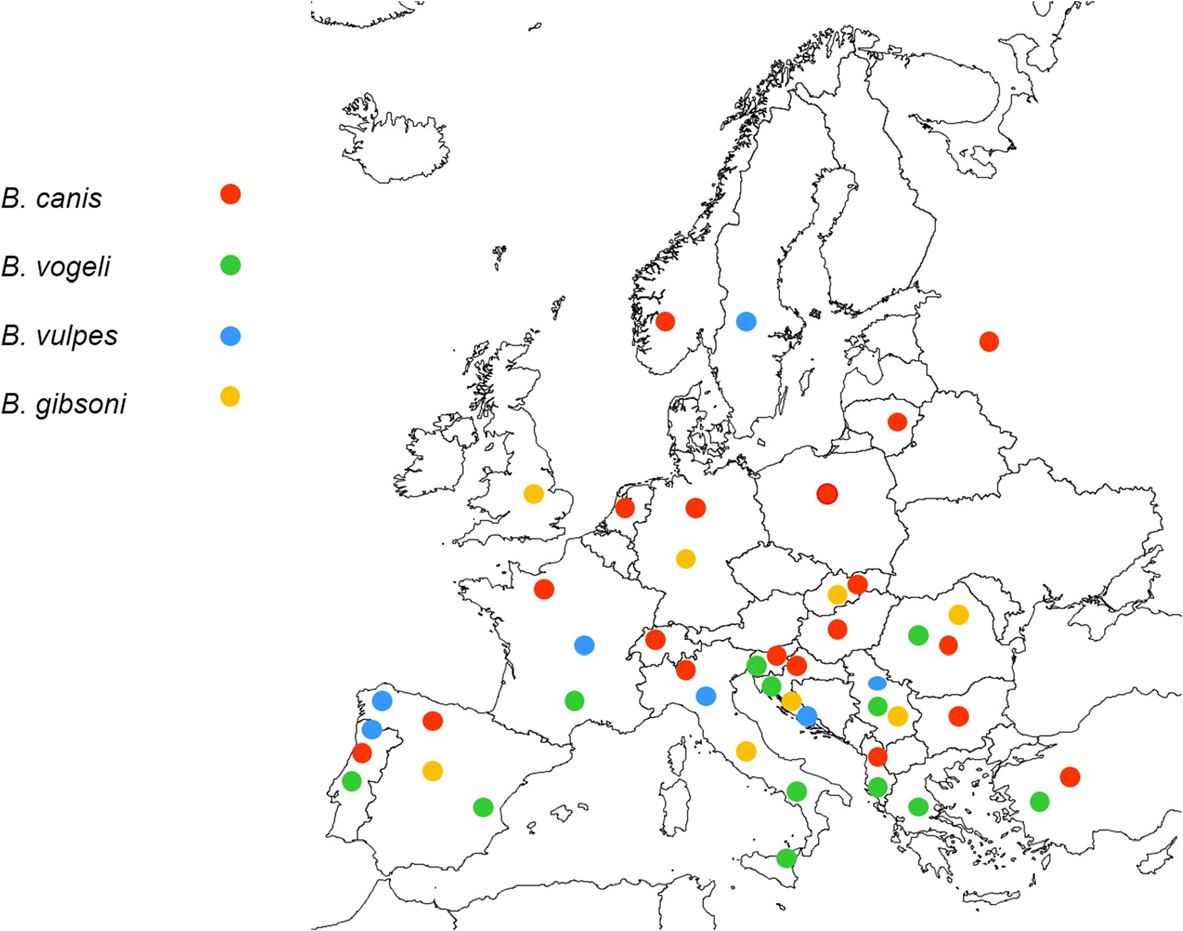 B. canis
B. vogeli
B. vulpes
B. gibsoni